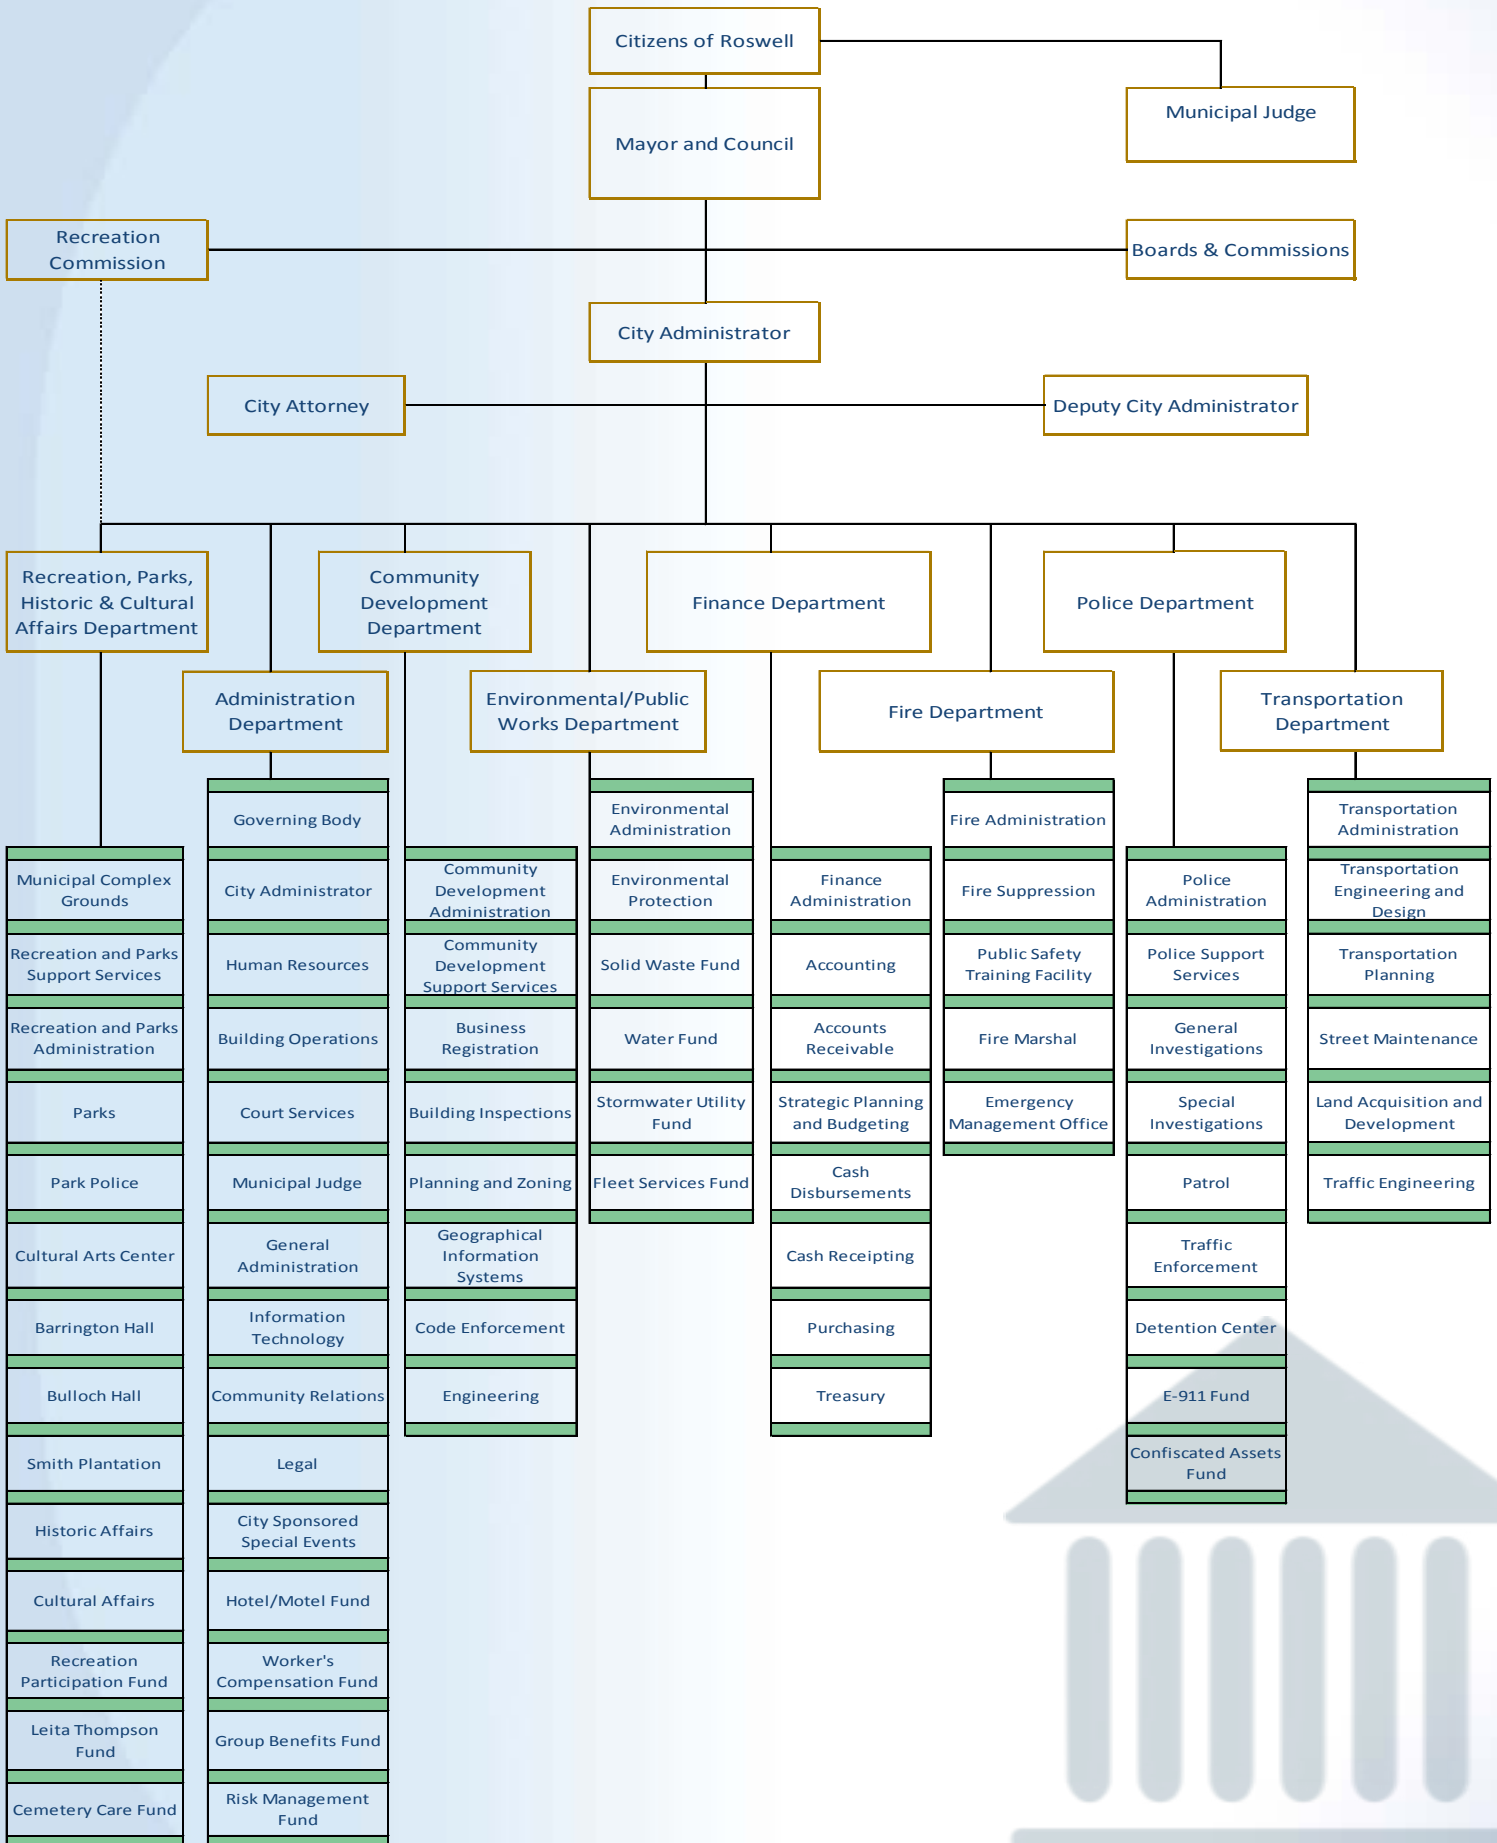 Citizens of Roswell
Mayor and Council
Municipal Judge
Recreation
Commission
Boards & Commissions
City Administrator
City Attorney
Deputy City Administrator
Recreation, Parks,
Historic & Cultural
Affairs Department
Community
Development
Department
Finance Department
Police Department
Administration
Department
Environmental/Public
Works Department
Fire Department
Transportation
Department
Municipal Complex
Grounds
Recreation and Parks
Support Services
Recreation and Parks
Administration
Parks
Park Police
Cultural Arts Center
Barrington Hall
Bulloch Hall
Smith Plantation
Historic Affairs
Cultural Affairs
Recreation
Participation Fund
Leita Thompson
Fund
Cemetery Care Fund
Governing Body
City Administrator
Human Resources
Building Operations
Court Services
Municipal Judge
General
Administration
Information
Technology
Community Relations
Legal
City Sponsored
Special Events
Hotel/Motel Fund
Worker's
Compensation Fund
Group Benefits Fund
Risk Management
Fund
Community
Development
Administration
Community
Development
Support Services
Business
Registration
Building Inspections
Planning and Zoning
Geographical
Information
Systems
Code Enforcement
Engineering
Environmental
Administration
Environmental
Protection
Solid Waste Fund
Water Fund
Stormwater Utility
Fund
Fleet Services Fund
Finance
Administration
Accounting
Accounts
Receivable
Strategic Planning
and Budgeting
Cash
Disbursements
Cash Receipting
Purchasing
Treasury
Fire Administration
Fire Suppression
Public Safety
Training Facility
Fire Marshal
Emergency
Management Office
Police
Administration
Police Support
Services
General
Investigations
Special
Investigations
Patrol
Traffic
Enforcement
Detention Center
E-911 Fund
Confiscated Assets
Fund
Transportation
Administration
Transportation
Engineering and
Design
Transportation
Planning
Street Maintenance
Land Acquisition and
Development
Traffic Engineering